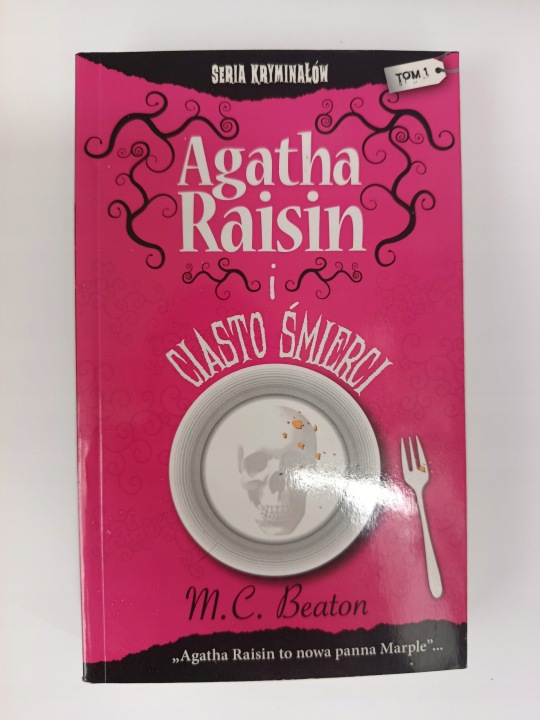 SERIA KRYMINAŁÓW
TOM 1
Agatha
Raisin
i
CIASTO ŚMIERCI
M.C. Beaton
„Agatha Raisin to nowa panna Marple”...